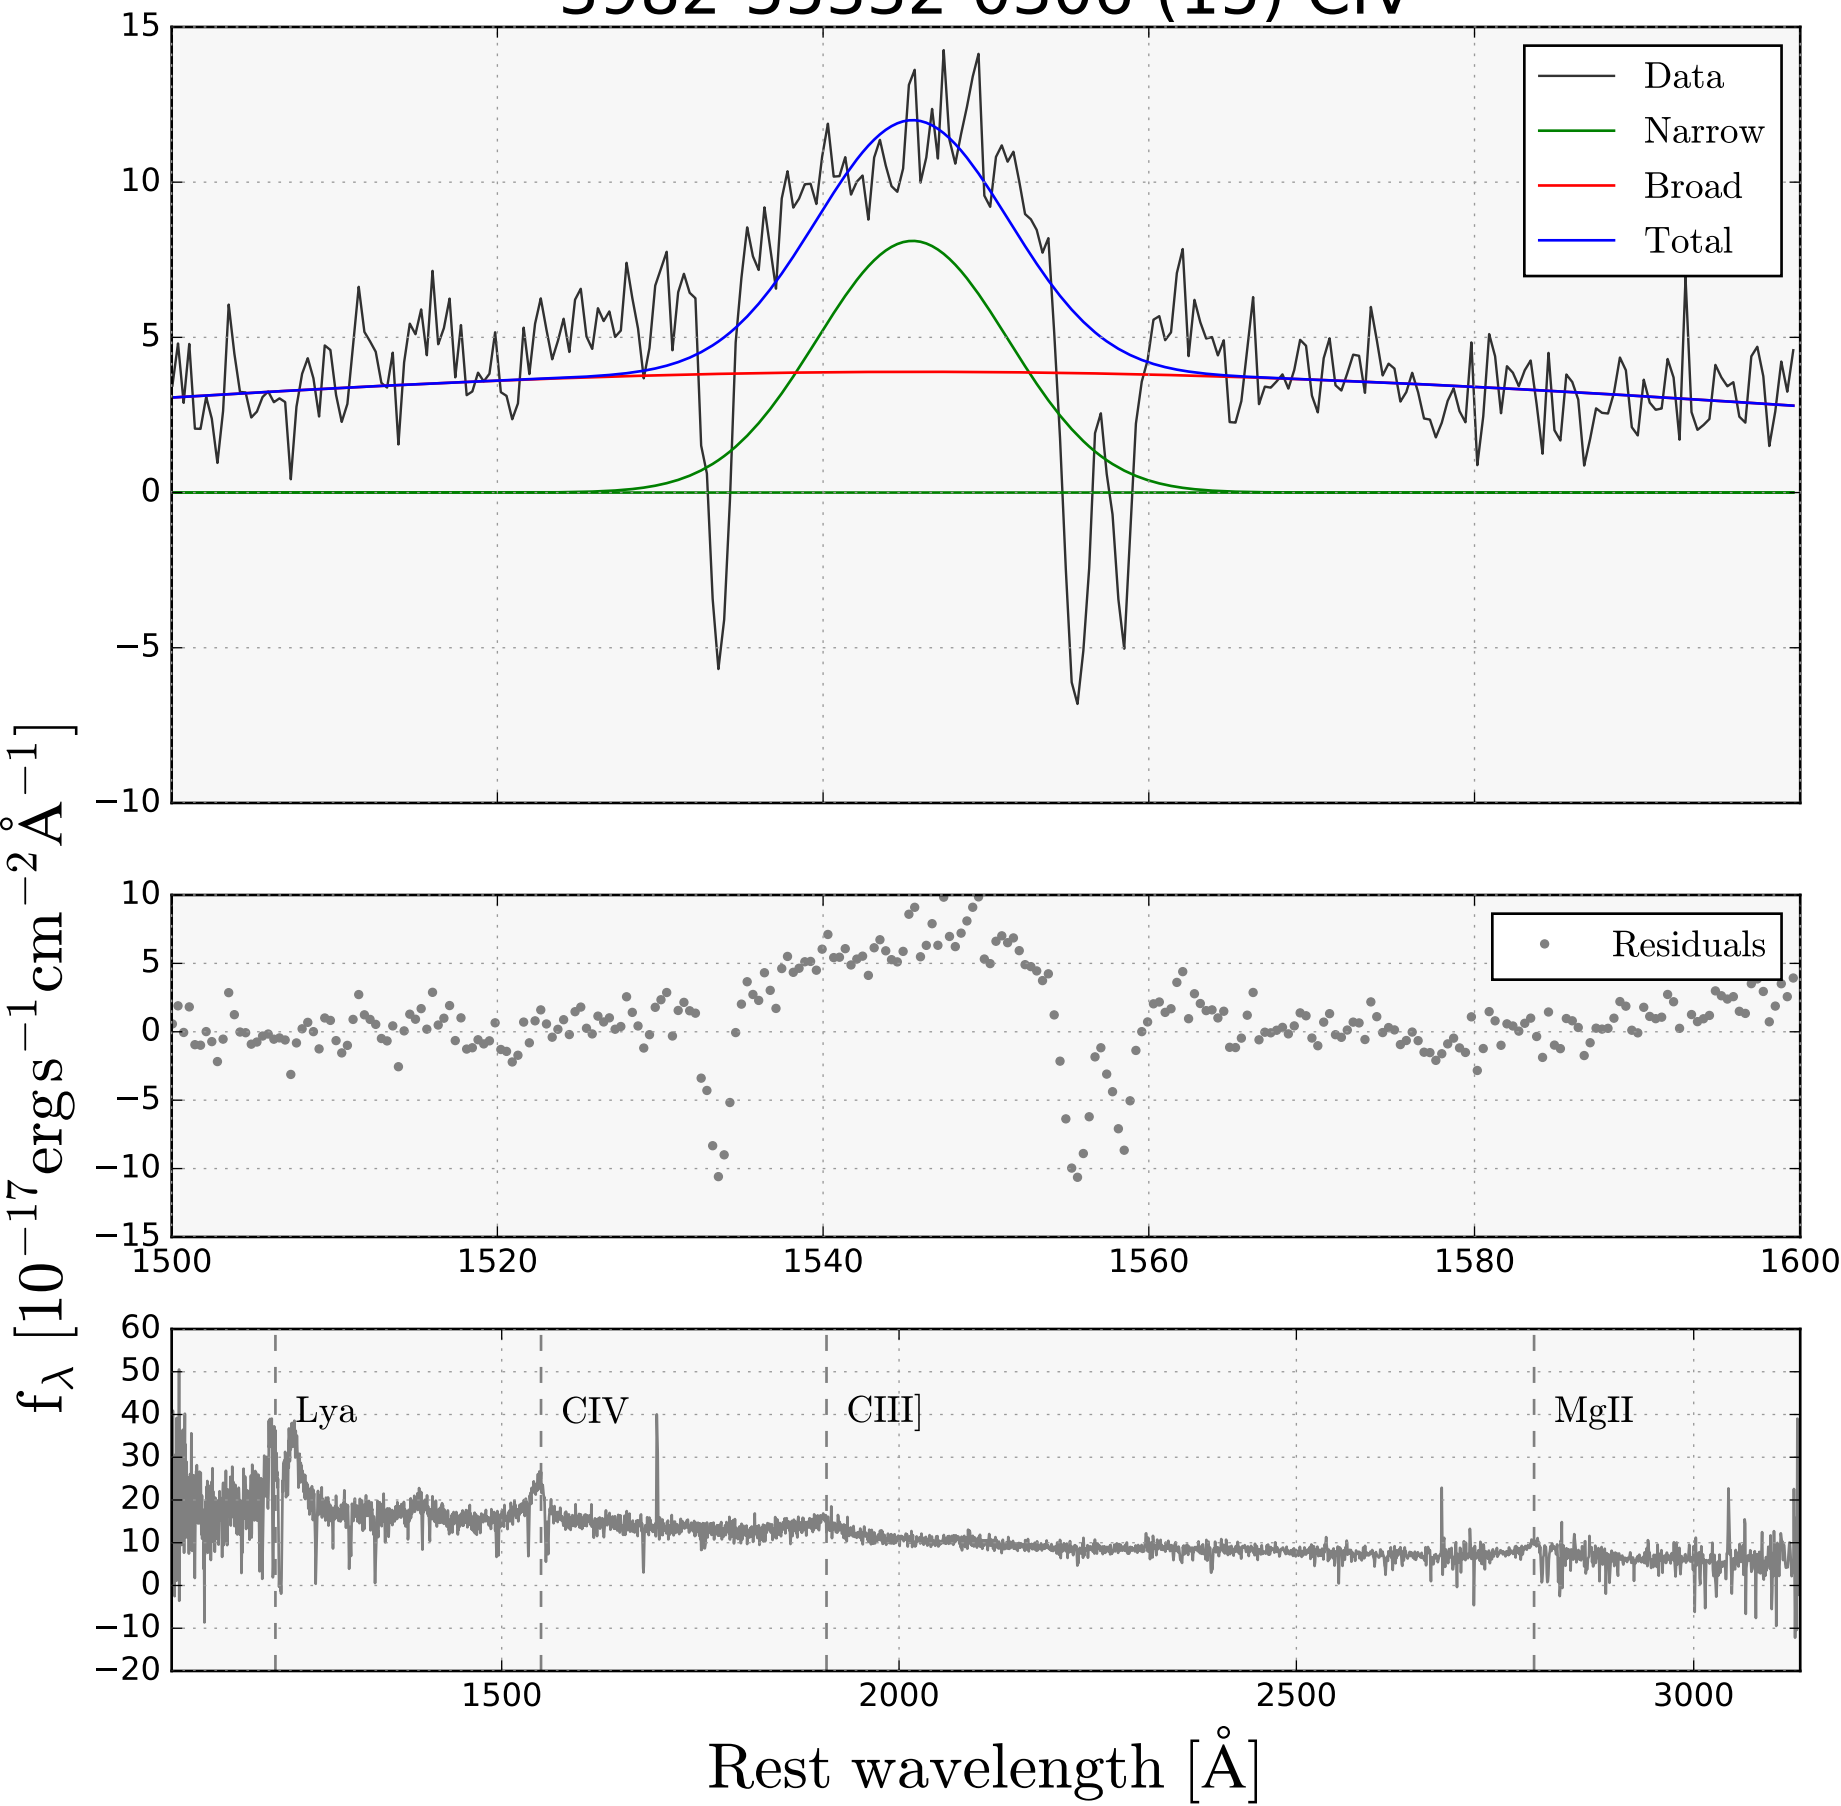 15
10
5
0
−5
−10
Data
Narrow
Broad
Total
10
5
0
−5
−10
−15
Residuals
1500 1520 1540 1560 1580 1600
60
50
40
30
20
10
0
−10
−20
Lya CIV CIII] MgII
1500 2000 2500 3000
Rest wavelength [Å]
f_λ [10^−17 ergs^−1 cm^−2 Å^−1]